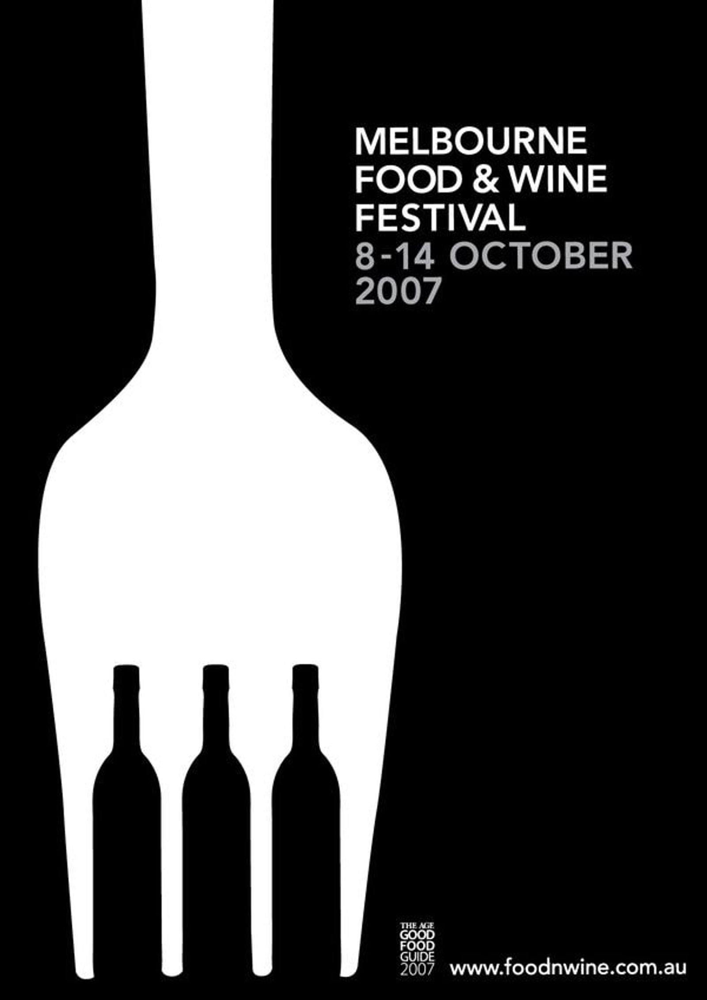 MELBOURNE
FOOD & WINE
FESTIVAL
8-14 OCTOBER
2007
THE AGE
GOOD
FOOD
GUIDE
2007
www.foodnwine.com.au